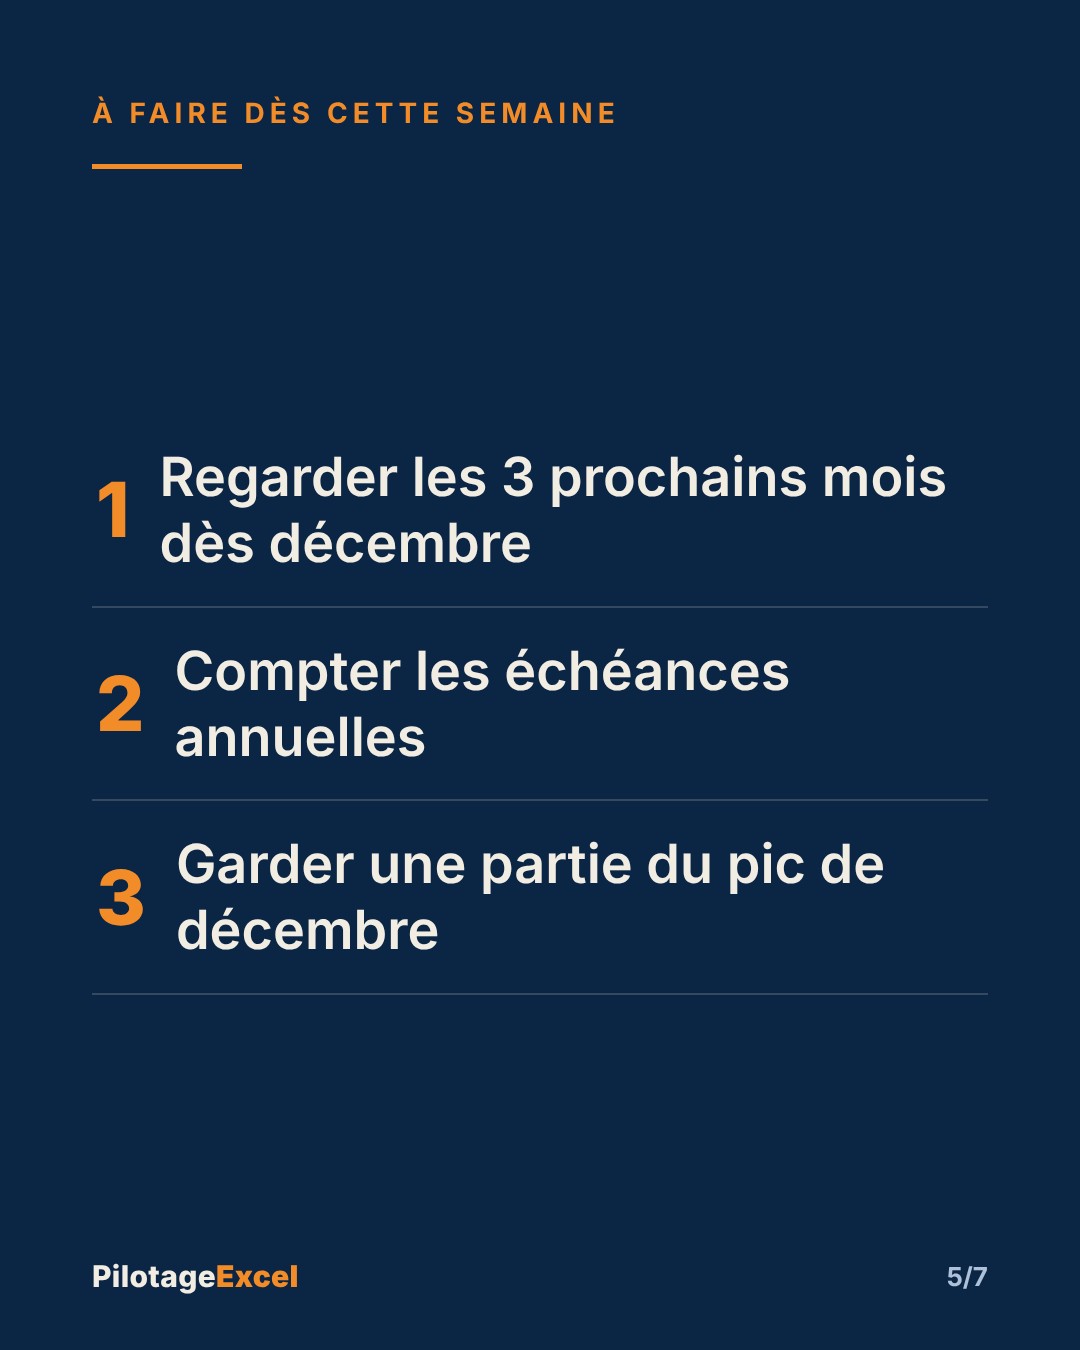 À FAIRE DÈS CETTE SEMAINE
1 Regarder les 3 prochains mois
dès décembre
2 Compter les échéances
annuelles
3 Garder une partie du pic de
décembre
PilotageExcel
5/7